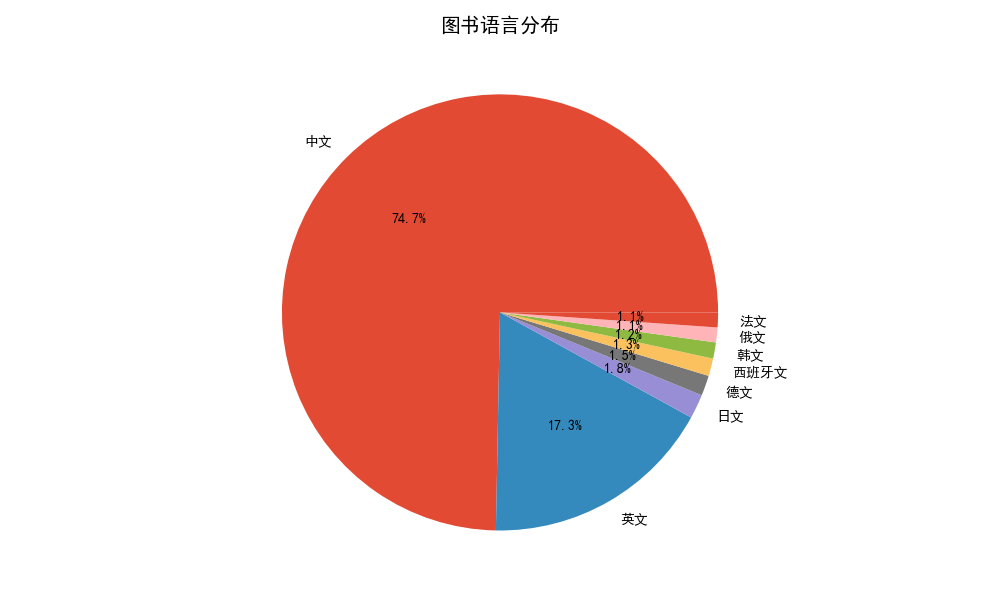 图书语言分布
中文
74.7%
1.1%
法文
1.1%
俄文
1.2%
韩文
1.3%
西班牙文
1.5%
德文
1.8%
日文
17.3%
英文